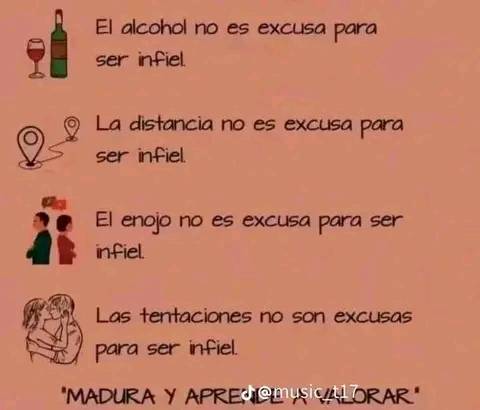 El alcohol no es excusa para
ser infiel.
La distancia no es excusa para
ser infiel.
El enojo no es excusa para ser
infiel.
Las tentaciones no son excusas
para ser infiel.
"MADURA Y APRENDE A VALORAR."
@music_t17